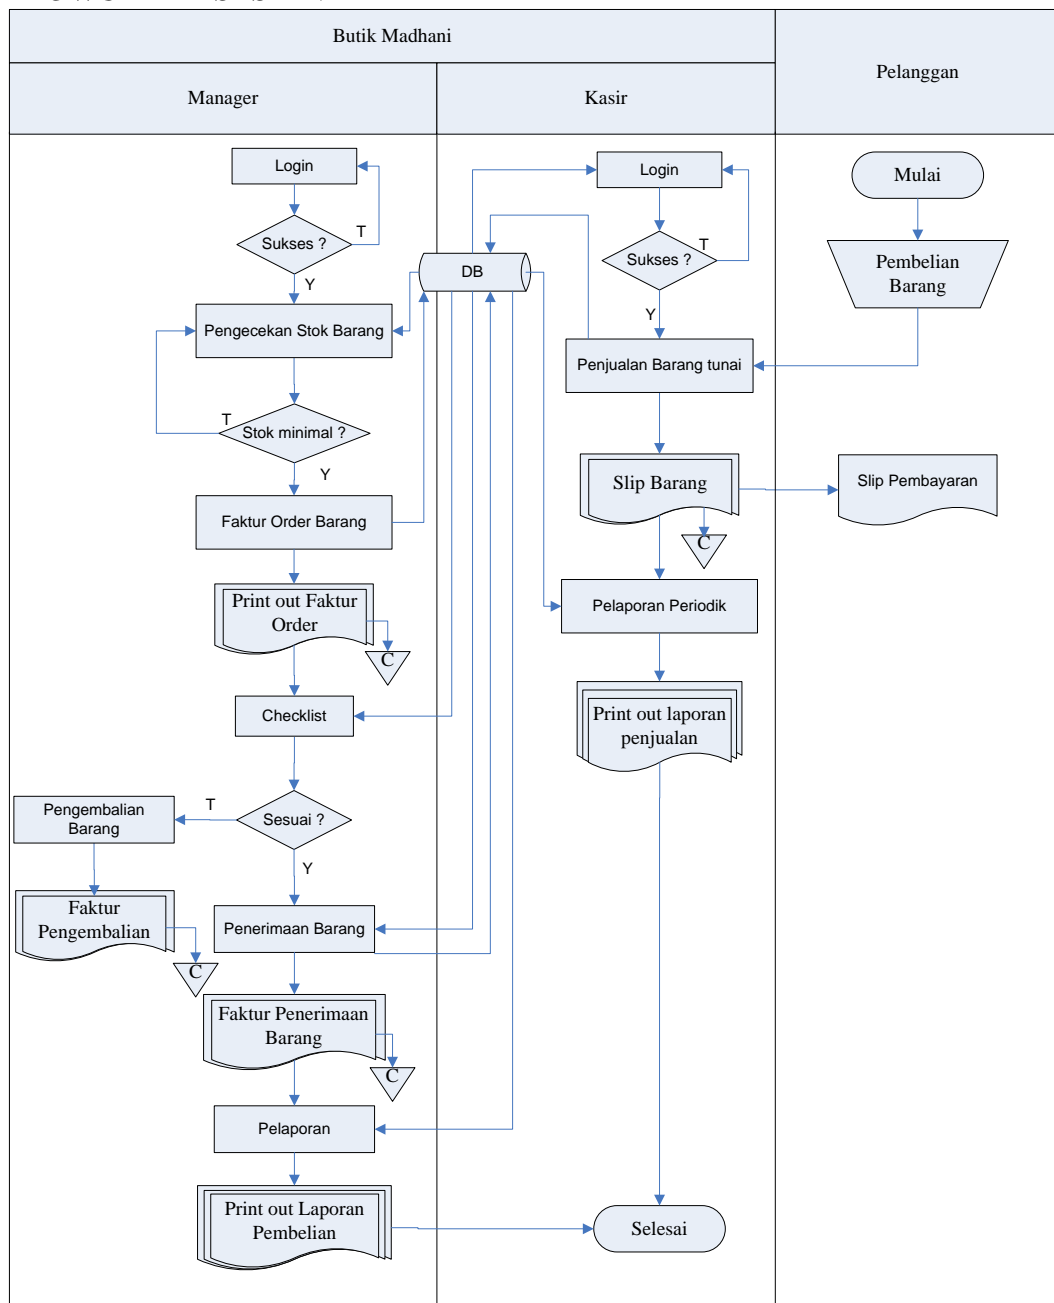 Butik Madhani
Pelanggan
Manager
Kasir
Login
Sukses ?
T
Y
Pengecekan Stok Barang
T
Stok minimal ?
Y
Faktur Order Barang
Print out Faktur
Order
C
Checklist
Sesuai ?
T
Y
Pengembalian
Barang
Faktur
Pengembalian
C
Penerimaan Barang
Faktur Penerimaan
Barang
C
Pelaporan
Print out Laporan
Pembelian
DB
Login
Sukses ?
T
Y
Penjualan Barang tunai
Slip Barang
C
Pelaporan Periodik
Print out laporan
penjualan
Selesai
Mulai
Pembelian
Barang
Slip Pembayaran